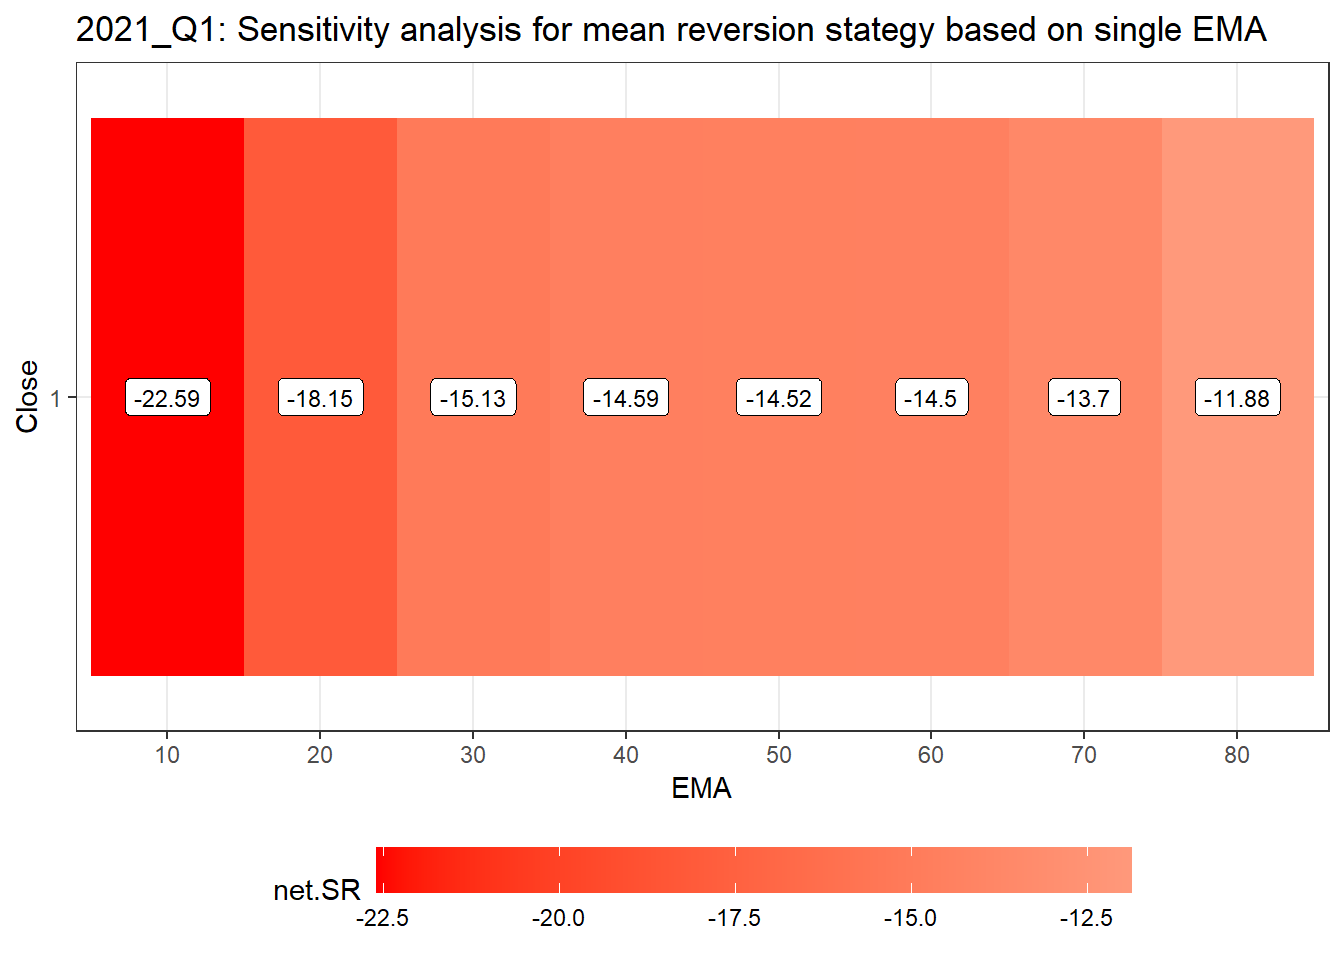 2021_Q1: Sensitivity analysis for mean reversion stategy based on single EMA
Close
1
-22.59 -18.15 -15.13 -14.59 -14.52 -14.5 -13.7 -11.88
10 20 30 40 50 60 70 80
EMA
net.SR
-22.5 -20.0 -17.5 -15.0 -12.5